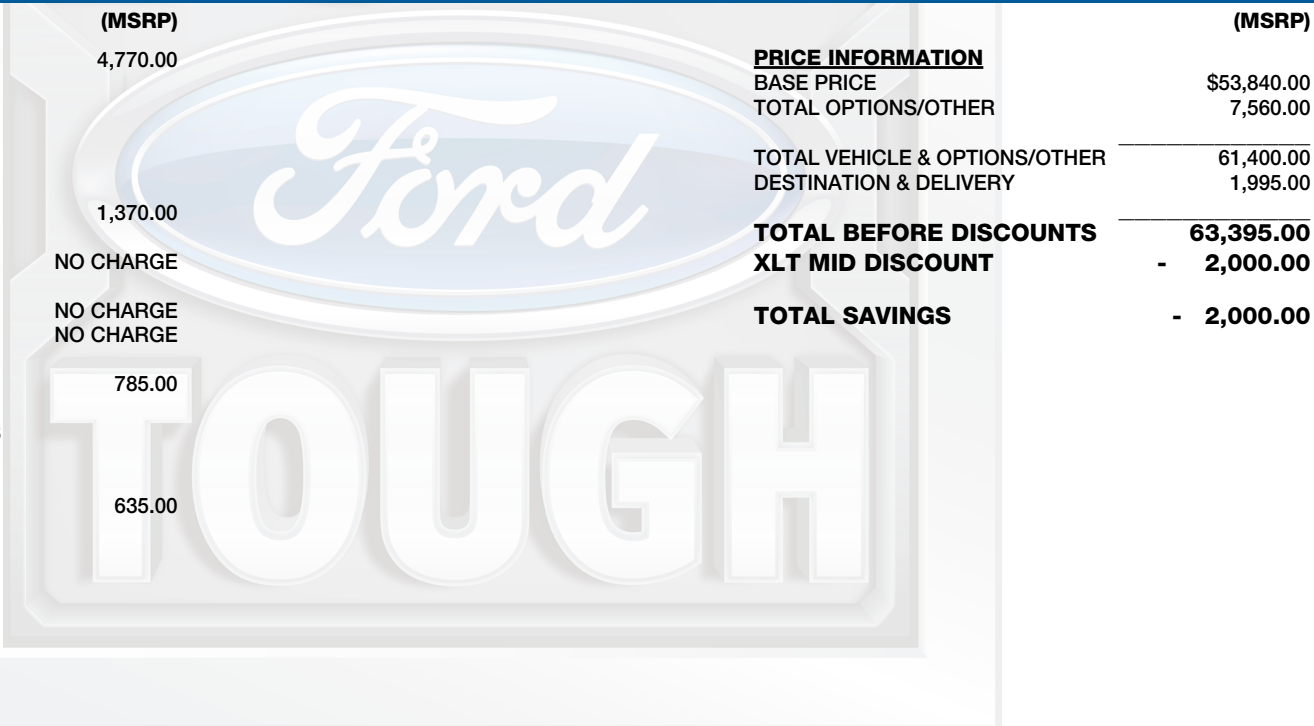 (MSRP)
4,770.00
1,370.00
NO CHARGE
NO CHARGE
NO CHARGE
785.00
635.00
Ford
TOUGH
(MSRP)
PRICE INFORMATION
BASE PRICE $53,840.00
TOTAL OPTIONS/OTHER 7,560.00
TOTAL VEHICLE & OPTIONS/OTHER 61,400.00
DESTINATION & DELIVERY 1,995.00
TOTAL BEFORE DISCOUNTS 63,395.00
XLT MID DISCOUNT - 2,000.00
TOTAL SAVINGS - 2,000.00